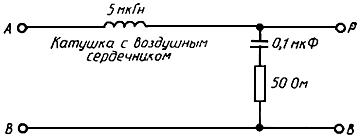 5 мкГн
A
P
Катушка с воздушным
сердечником
0,1 мкФ
50 Ом
B
B